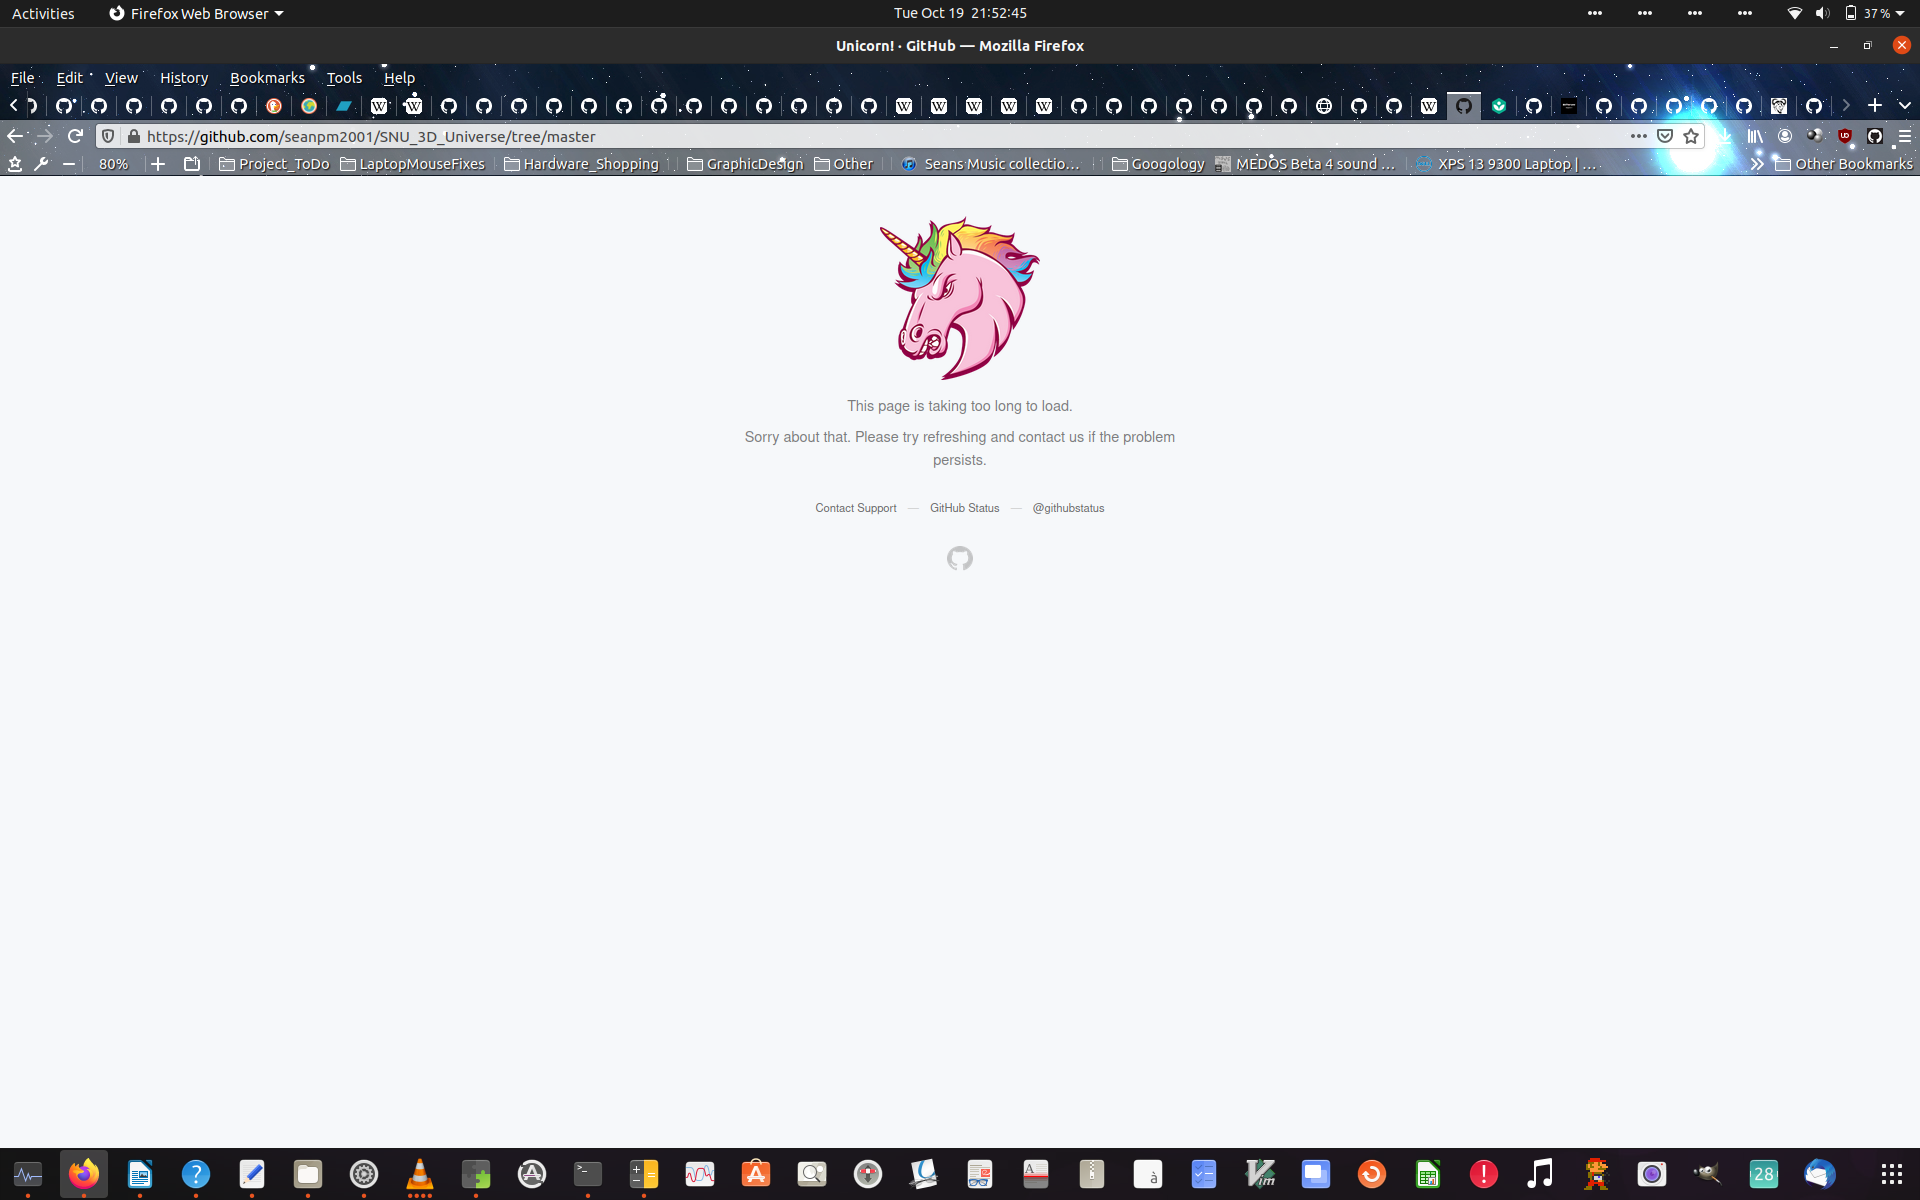 Activities
Firefox Web Browser
Tue Oct 19 21:52:45
37 %
Unicorn! · GitHub — Mozilla Firefox
File Edit View History Bookmarks Tools Help
https://github.com/seanpm2001/SNU_3D_Universe/tree/master
80%
Project_ToDo
LaptopMouseFixes
Hardware_Shopping
GraphicDesign
Other
Seans Music collectio…
Googology
MEDOS Beta 4 sound …
XPS 13 9300 Laptop | …
Other Bookmarks
This page is taking too long to load.
Sorry about that. Please try refreshing and contact us if the problem
persists.
Contact Support — GitHub Status — @githubstatus
28